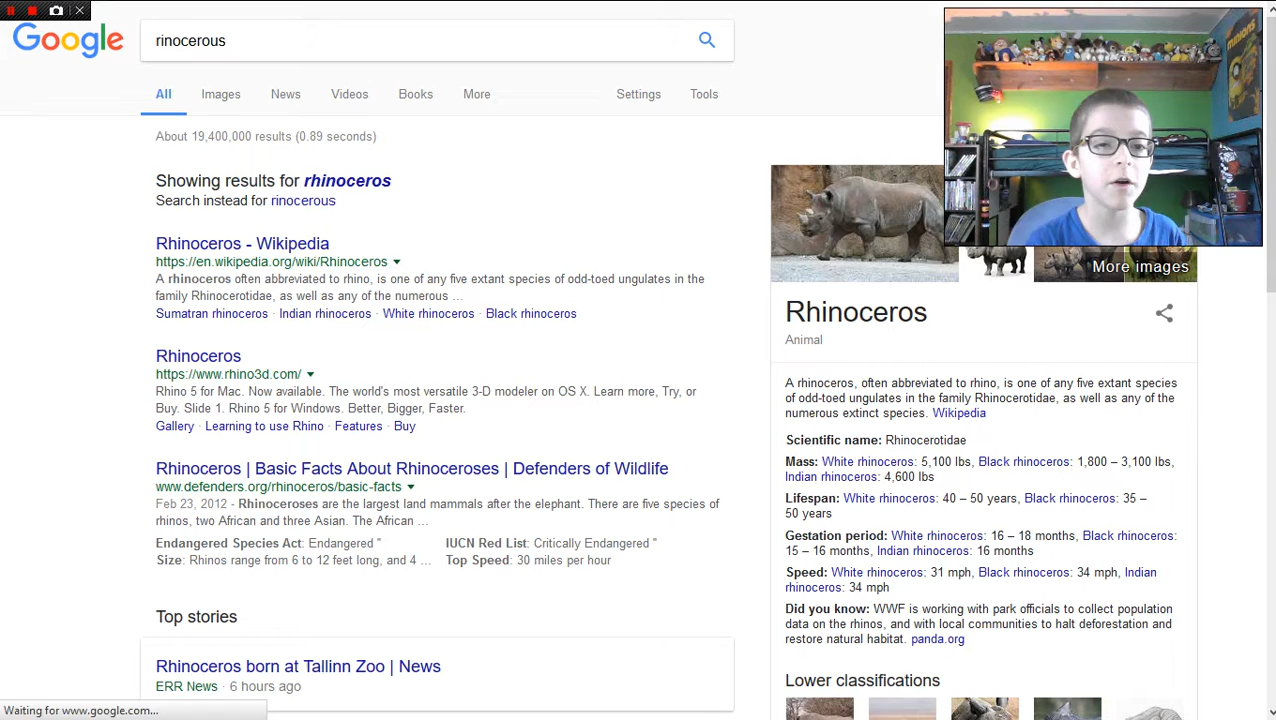 Google
rinocerous
All Images News Videos Books More Settings Tools
About 19,400,000 results (0.89 seconds)
Showing results for rhinoceros
Search instead for rinocerous
Rhinoceros - Wikipedia
https://en.wikipedia.org/wiki/Rhinoceros
A rhinoceros often abbreviated to rhino, is one of any five extant species of odd-toed ungulates in the
family Rhinocerotidae, as well as any of the numerous ...
Sumatran rhinoceros · Indian rhinoceros · White rhinoceros · Black rhinoceros
Rhinoceros
https://www.rhino3d.com/
Rhino 5 for Mac. Now available. The world's most versatile 3-D modeler on OS X. Learn more, Try, or
Buy. Slide 1. Rhino 5 for Windows. Better, Bigger, Faster.
Gallery · Learning to use Rhino · Features · Buy
Rhinoceros | Basic Facts About Rhinoceroses | Defenders of Wildlife
www.defenders.org/rhinoceros/basic-facts
Feb 23, 2012 - Rhinoceroses are the largest land mammals after the elephant. There are five species of
rhinos, two African and three Asian. The African ...
Endangered Species Act: Endangered " IUCN Red List: Critically Endangered "
Size: Rhinos range from 6 to 12 feet long, and 4 ... Top Speed: 30 miles per hour
Top stories
Rhinoceros born at Tallinn Zoo | News
ERR News - 6 hours ago
Waiting for www.google.com...
MINIONS
More images
Rhinoceros
Animal
A rhinoceros, often abbreviated to rhino, is one of any five extant species
of odd-toed ungulates in the family Rhinocerotidae, as well as any of the
numerous extinct species. Wikipedia
Scientific name: Rhinocerotidae
Mass: White rhinoceros: 5,100 lbs, Black rhinoceros: 1,800 – 3,100 lbs,
Indian rhinoceros: 4,600 lbs
Lifespan: White rhinoceros: 40 – 50 years, Black rhinoceros: 35 –
50 years
Gestation period: White rhinoceros: 16 – 18 months, Black rhinoceros:
15 – 16 months, Indian rhinoceros: 16 months
Speed: White rhinoceros: 31 mph, Black rhinoceros: 34 mph, Indian
rhinoceros: 34 mph
Did you know: WWF is working with park officials to collect population
data on the rhinos, and with local communities to halt deforestation and
restore natural habitat. panda.org
Lower classifications